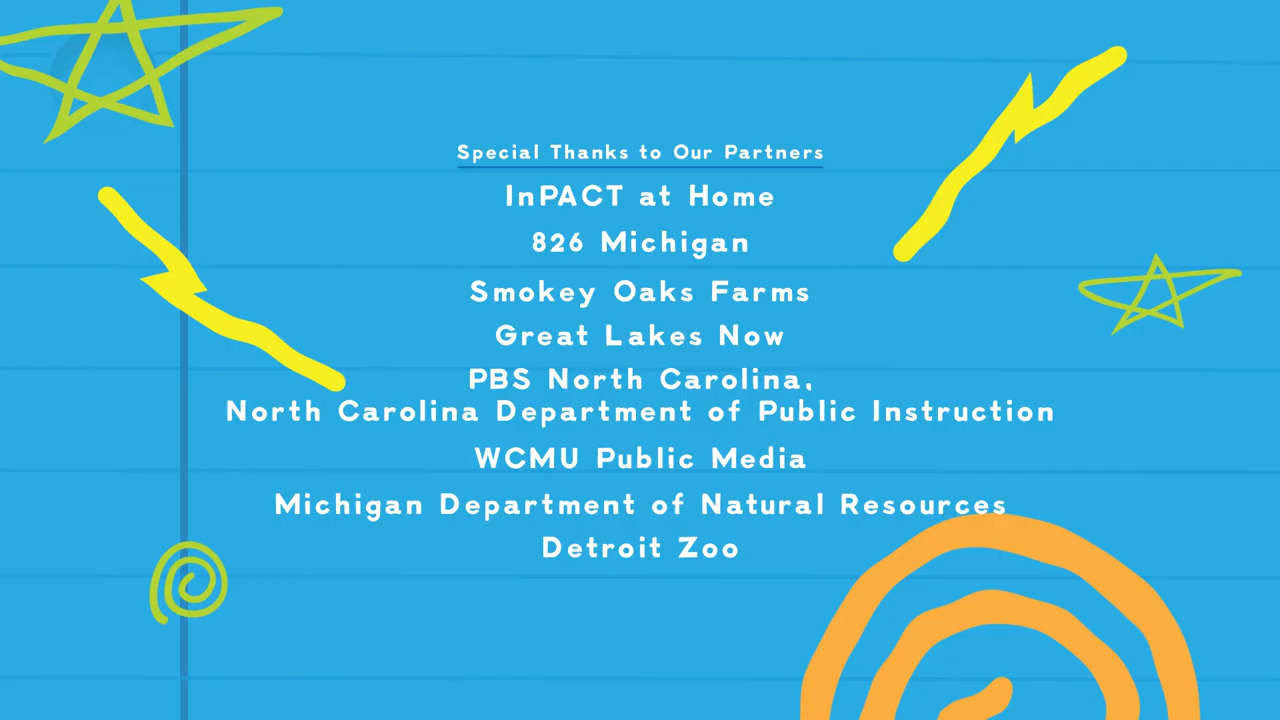 Special Thanks to Our Partners
InPACT at Home
826 Michigan
Smokey Oaks Farms
Great Lakes Now
PBS North Carolina,
North Carolina Department of Public Instruction
WCMU Public Media
Michigan Department of Natural Resources
Detroit Zoo